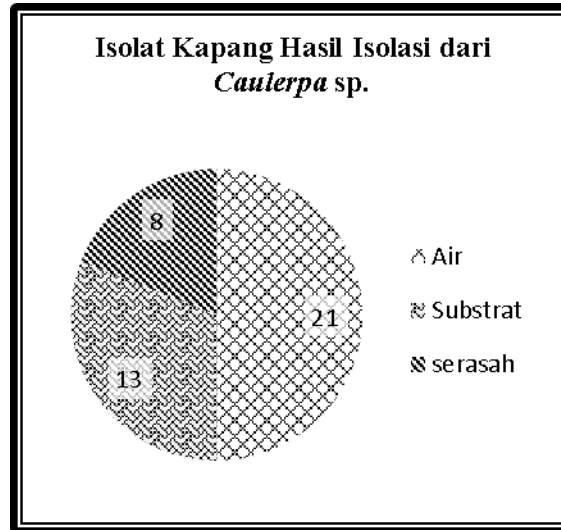 Isolat Kapang Hasil Isolasi dari
Caulerpa sp.
8
21
13
Air
Substrat
serasah